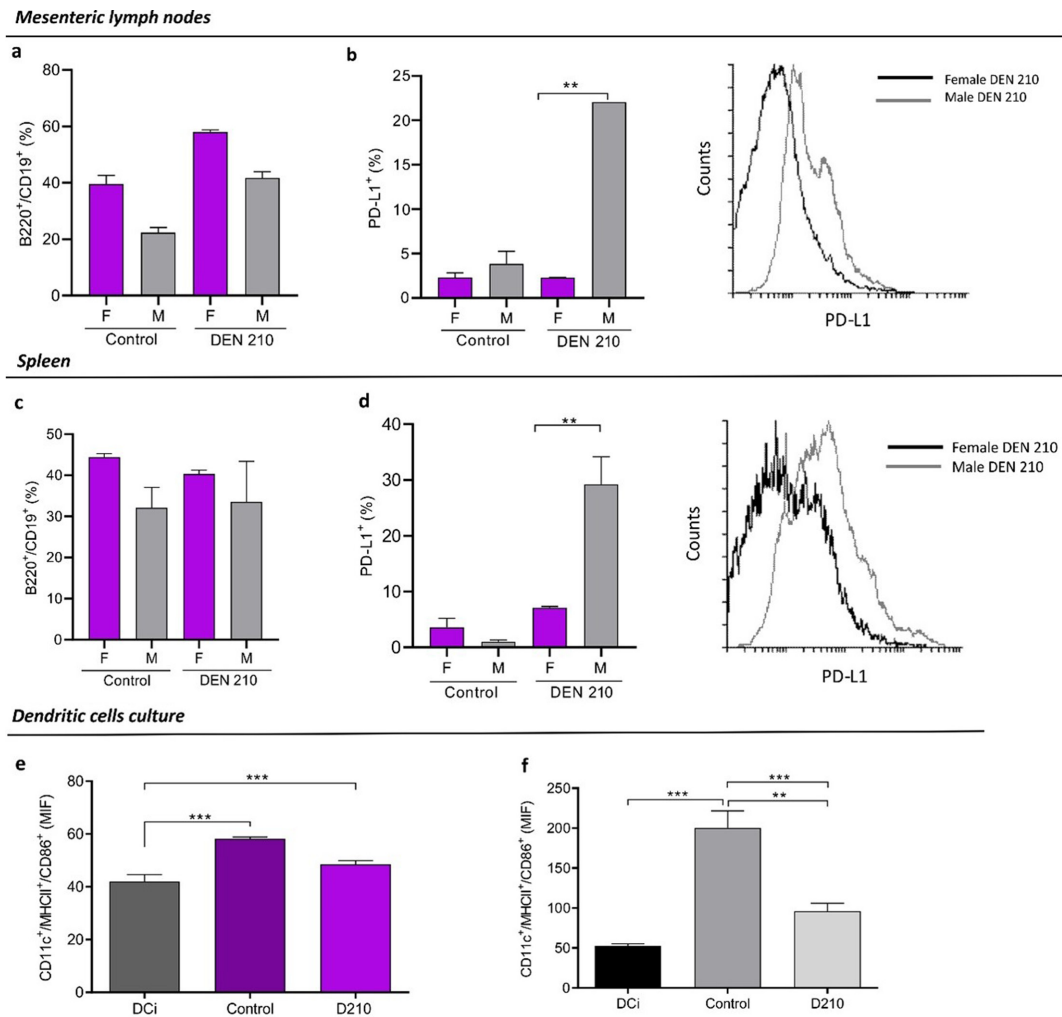 Mesenteric lymph nodes
a
B220+/CD19+ (%)
80
60
40
20
0
F M F M
Control DEN 210
b
PD-L1+ (%)
25
20
15
10
5
0
**
F M F M
Control DEN 210
Female DEN 210
Male DEN 210
Counts
PD-L1
Spleen
c
B220+/CD19+ (%)
50
40
30
20
10
0
F M F M
Control DEN 210
d
PD-L1+ (%)
40
30
20
10
0
**
F M F M
Control DEN 210
Female DEN 210
Male DEN 210
Counts
PD-L1
Dendritic cells culture
e
CD11c+/MHCII+/CD86+ (MIF)
80
60
40
20
0
***
***
DCi Control D210
f
CD11c+/MHCII+/CD86+ (MIF)
250
200
150
100
50
0
***
***
**
DCi Control D210